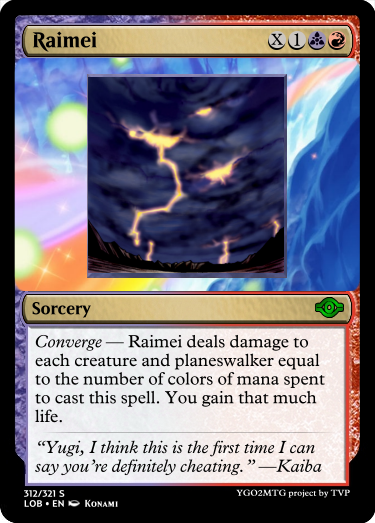 Raimei X 1
Sorcery
Converge — Raimei deals damage to
each creature and planeswalker equal
to the number of colors of mana spent
to cast this spell. You gain that much
life.
“Yugi, I think this is the first time I can
say you’re definitely cheating.” —Kaiba
312/321 S
LOB • EN Konami
YGO2MTG project by TVP